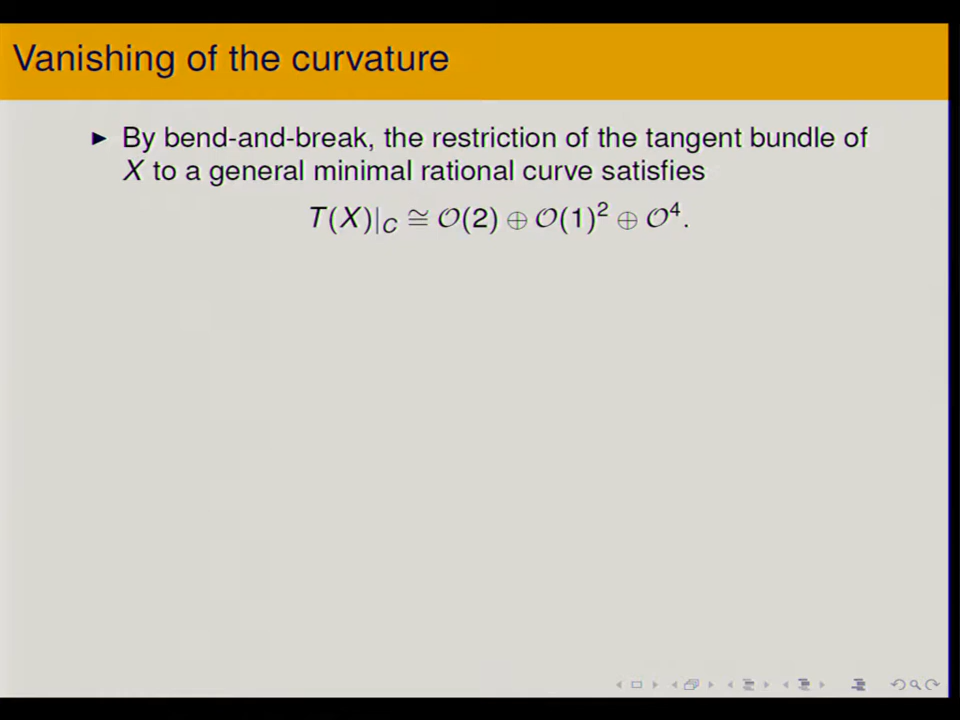 Vanishing of the curvature
▶ By bend-and-break, the restriction of the tangent bundle of
X to a general minimal rational curve satisfies
T(X)|_C ≅ 𝒪(2) ⊕ 𝒪(1)² ⊕ 𝒪⁴.